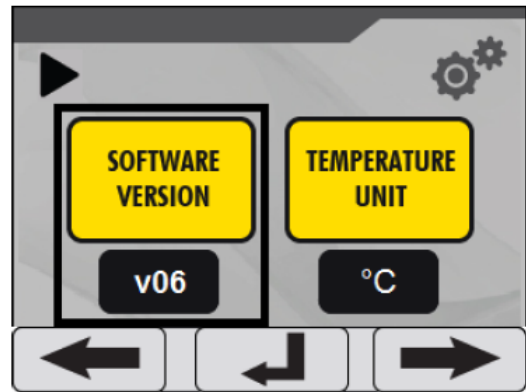 SOFTWARE
VERSION
TEMPERATURE
UNIT
v06
°C